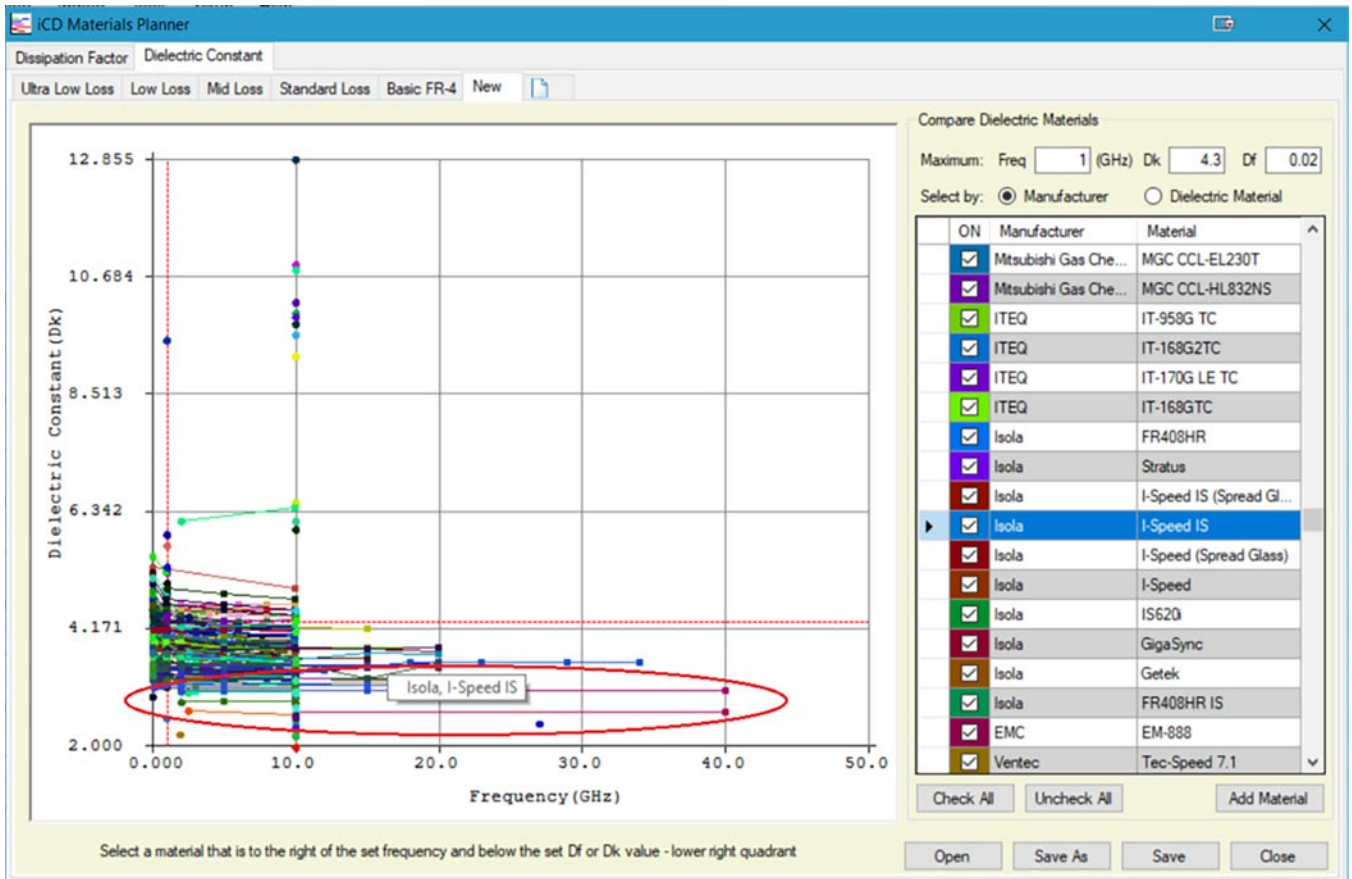 iCD Materials Planner
Dissipation Factor Dielectric Constant
Ultra Low Loss Low Loss Mid Loss Standard Loss Basic FR-4 New
Compare Dielectric Materials
Maximum: Freq 1 (GHz) Dk 4.3 Df 0.02
Select by: Manufacturer Dielectric Material
ON Manufacturer Material
Mitsubishi Gas Che... MGC CCL-EL230T
Mitsubishi Gas Che... MGC CCL-HL832NS
ITEQ IT-958G TC
ITEQ IT-168G2TC
ITEQ IT-170G LE TC
ITEQ IT-168GTC
Isola FR408HR
Isola Stratus
Isola I-Speed IS (Spread Gl...
Isola I-Speed IS
Isola I-Speed (Spread Glass)
Isola I-Speed
Isola IS620i
Isola GigaSync
Isola Getek
Isola FR408HR IS
EMC EM-888
Ventec Tec-Speed 7.1
Check All Uncheck All Add Material
12.855
10.684
8.513
6.342
4.171
2.000
Dielectric Constant(Dk)
Isola, I-Speed IS
0.000 10.0 20.0 30.0 40.0 50.0
Frequency(GHz)
Select a material that is to the right of the set frequency and below the set Df or Dk value - lower right quadrant
Open Save As Save Close